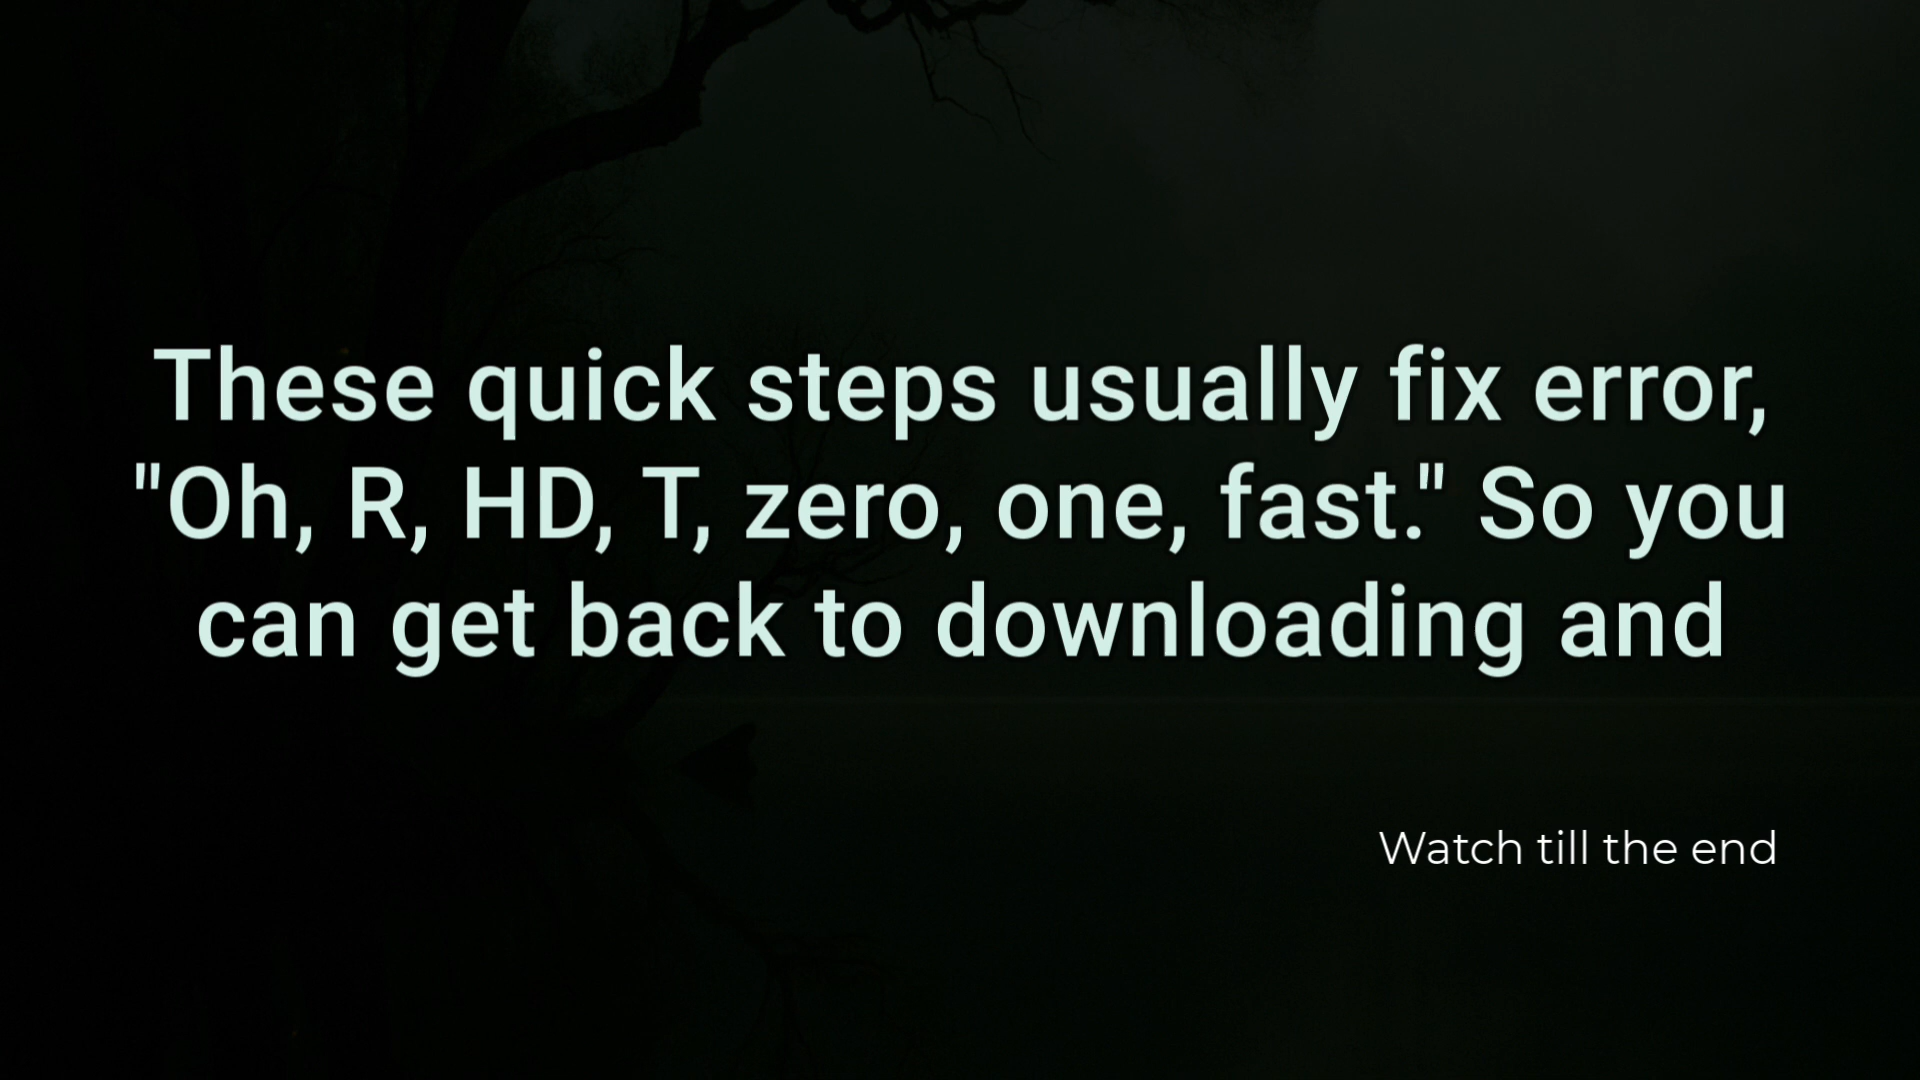 These quick steps usually fix error,
"Oh, R, HD, T, zero, one, fast." So you
can get back to downloading and
Watch till the end